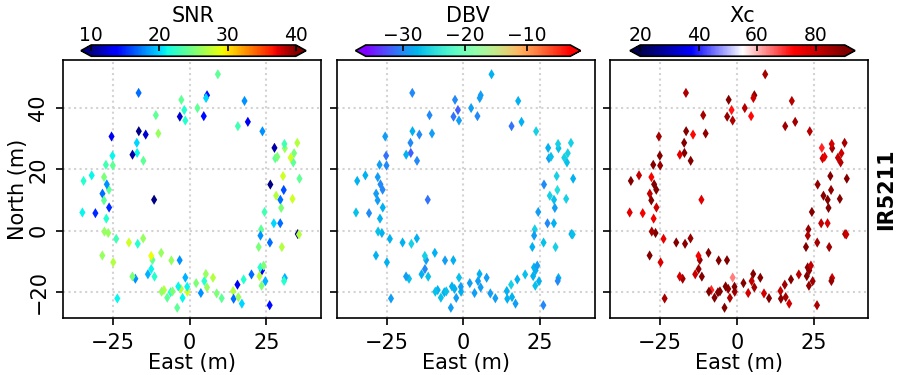 SNR DBV Xc
10 20 30 40 −30 −20 −10 20 40 60 80
North (m)
40
20
0
−20
−25 0 25 −25 0 25 −25 0 25
East (m) East (m) East (m)
IR5211